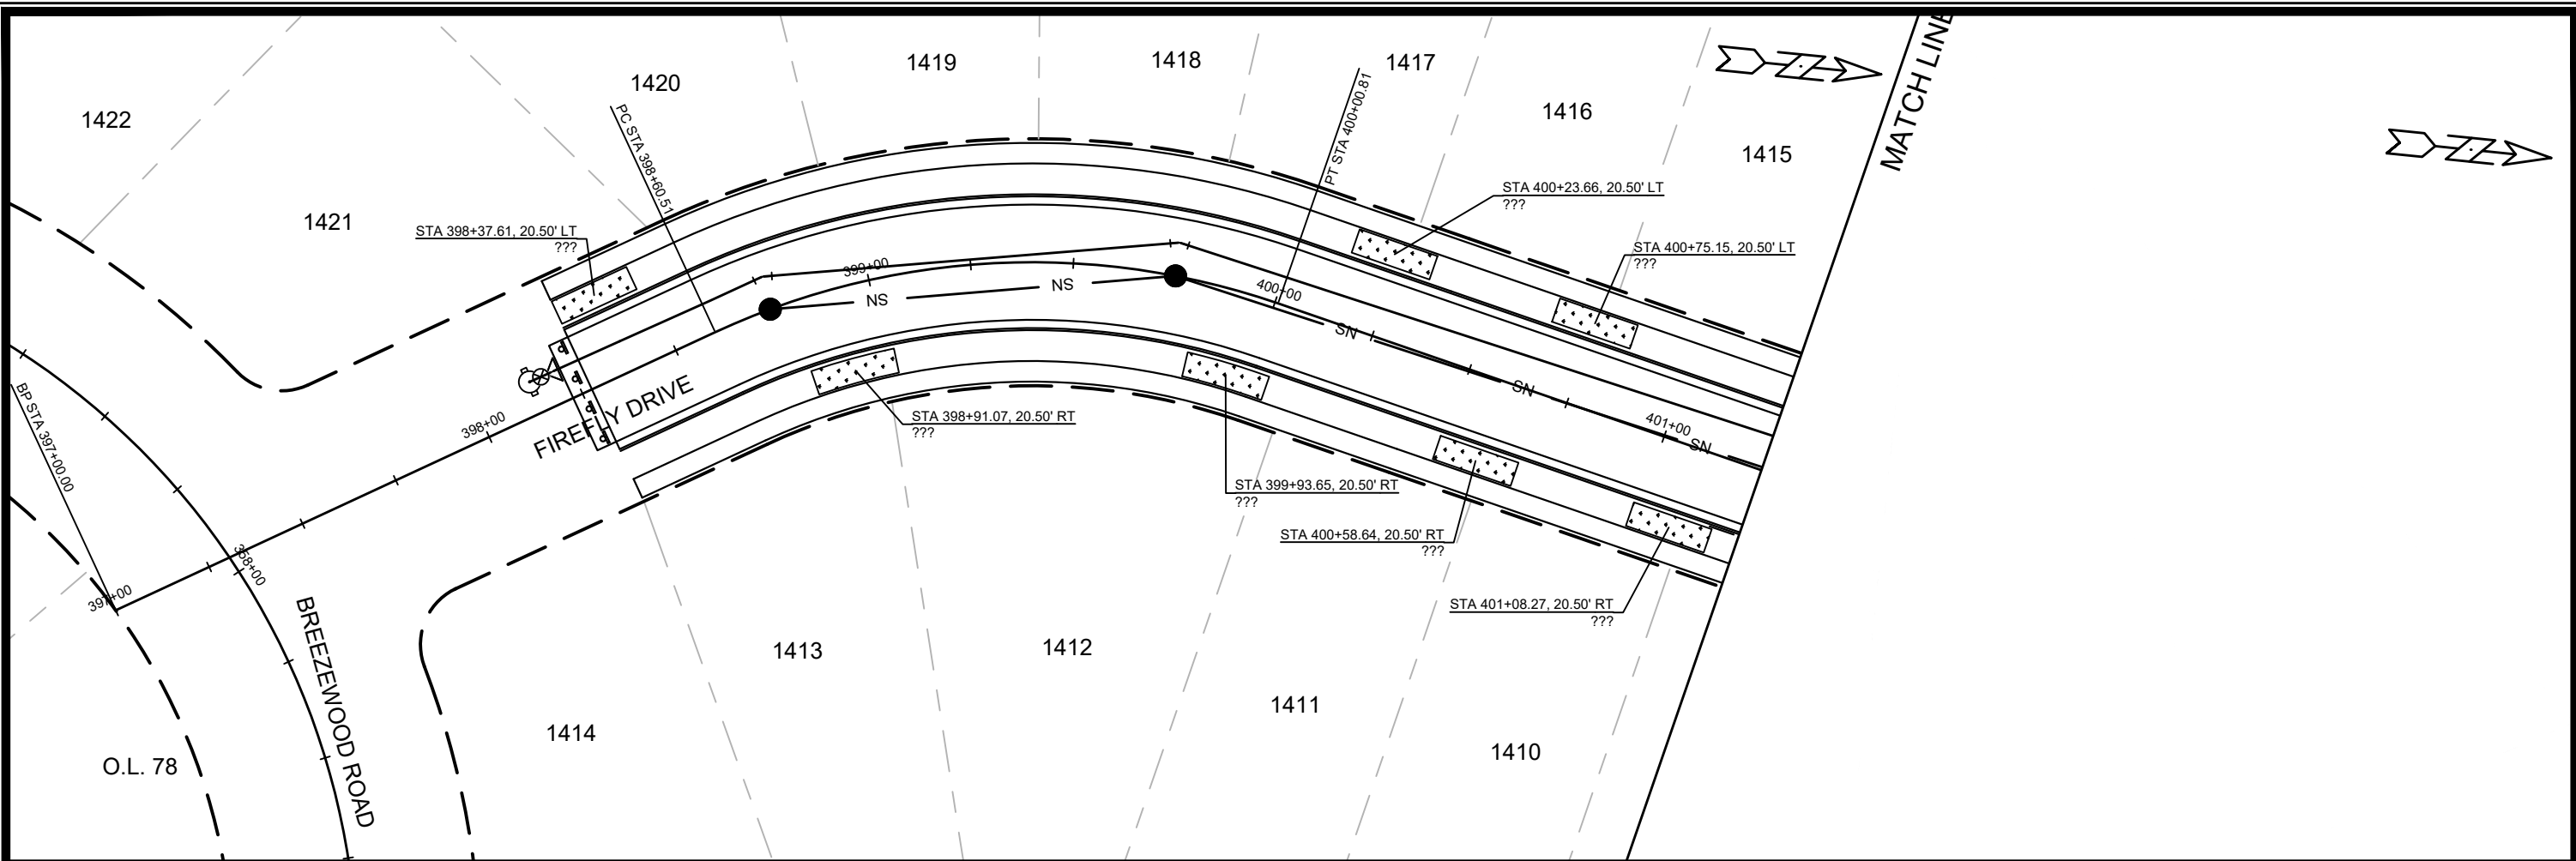 1422
1421
1420
1419
1418
1417
1416
1415
MATCH LINE
PC STA 398+60.51
PT STA 400+00.81
STA 398+37.61, 20.50' LT
???
STA 400+23.66, 20.50' LT
???
STA 400+75.15, 20.50' LT
???
399+00
NS
NS
400+00
SN
SN
401+00
SN
BP STA 397+00.00
397+00
398+00
FIREFLY DRIVE
STA 398+91.07, 20.50' RT
???
STA 399+93.65, 20.50' RT
???
STA 400+58.64, 20.50' RT
???
STA 401+08.27, 20.50' RT
???
358+00
BREEZEWOOD ROAD
O.L. 78
1414
1413
1412
1411
1410